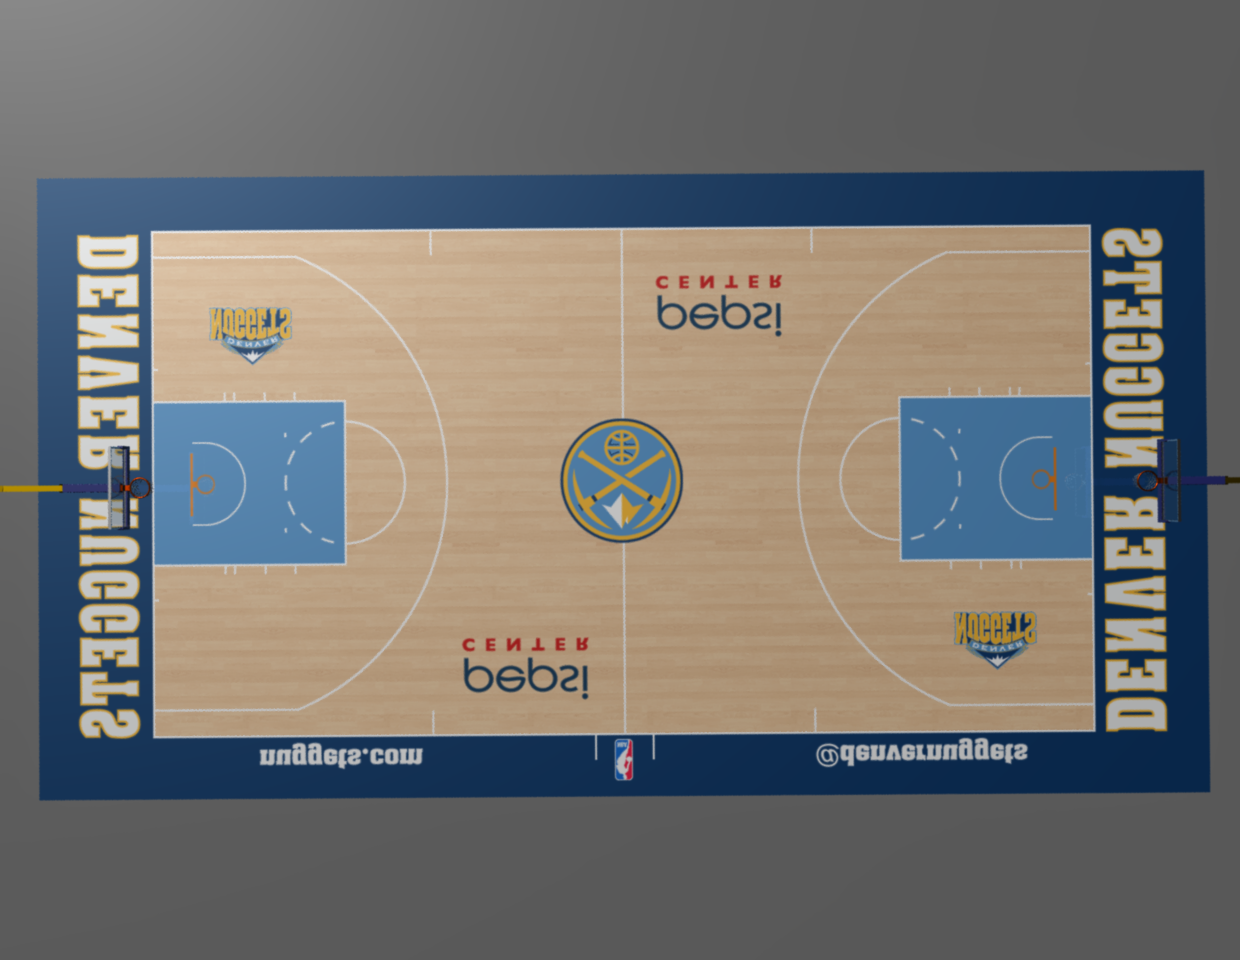 DENVER NUGGETS
NUGGETS
DENVER
CENTER
pepsi
CENTER
pepsi
NUGGETS
DENVER
DENVER NUGGETS
nuggets.com
@denvernuggets